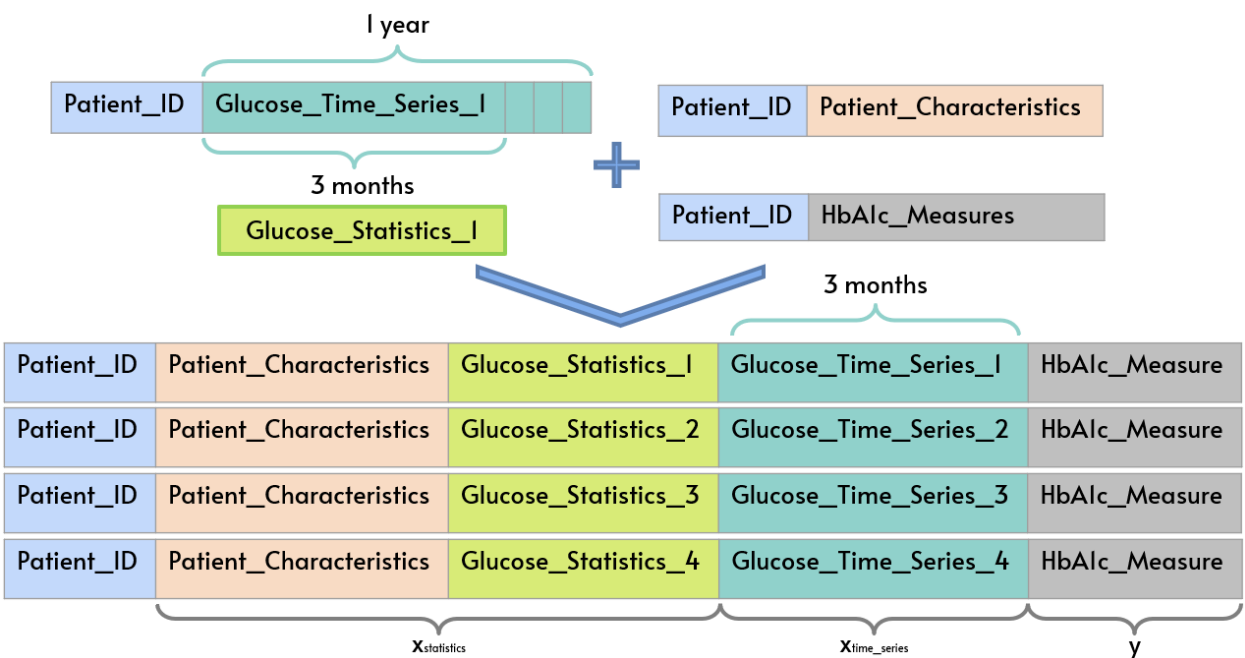 1 year
Patient_ID Glucose_Time_Series_1
Patient_ID Patient_Characteristics
3 months
Glucose_Statistics_1
Patient_ID HbA1c_Measures
3 months
Patient_ID Patient_Characteristics Glucose_Statistics_1 Glucose_Time_Series_1 HbA1c_Measure
Patient_ID Patient_Characteristics Glucose_Statistics_2 Glucose_Time_Series_2 HbA1c_Measure
Patient_ID Patient_Characteristics Glucose_Statistics_3 Glucose_Time_Series_3 HbA1c_Measure
Patient_ID Patient_Characteristics Glucose_Statistics_4 Glucose_Time_Series_4 HbA1c_Measure
xstatistics xtime_series y